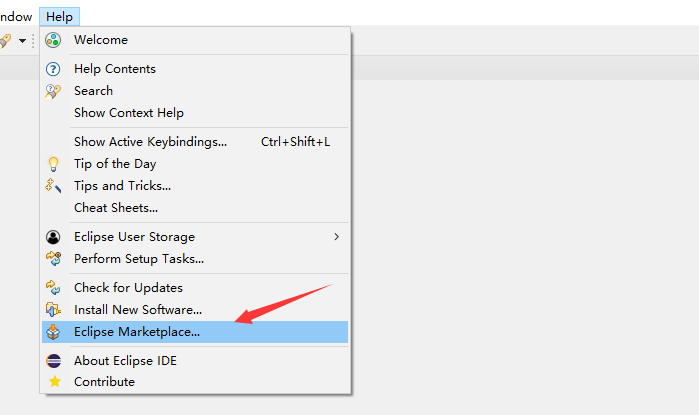 ndow Help
Welcome
Help Contents
Search
Show Context Help
Show Active Keybindings... Ctrl+Shift+L
Tip of the Day
Tips and Tricks...
Cheat Sheets...
Eclipse User Storage
Perform Setup Tasks...
Check for Updates
Install New Software...
Eclipse Marketplace...
About Eclipse IDE
Contribute